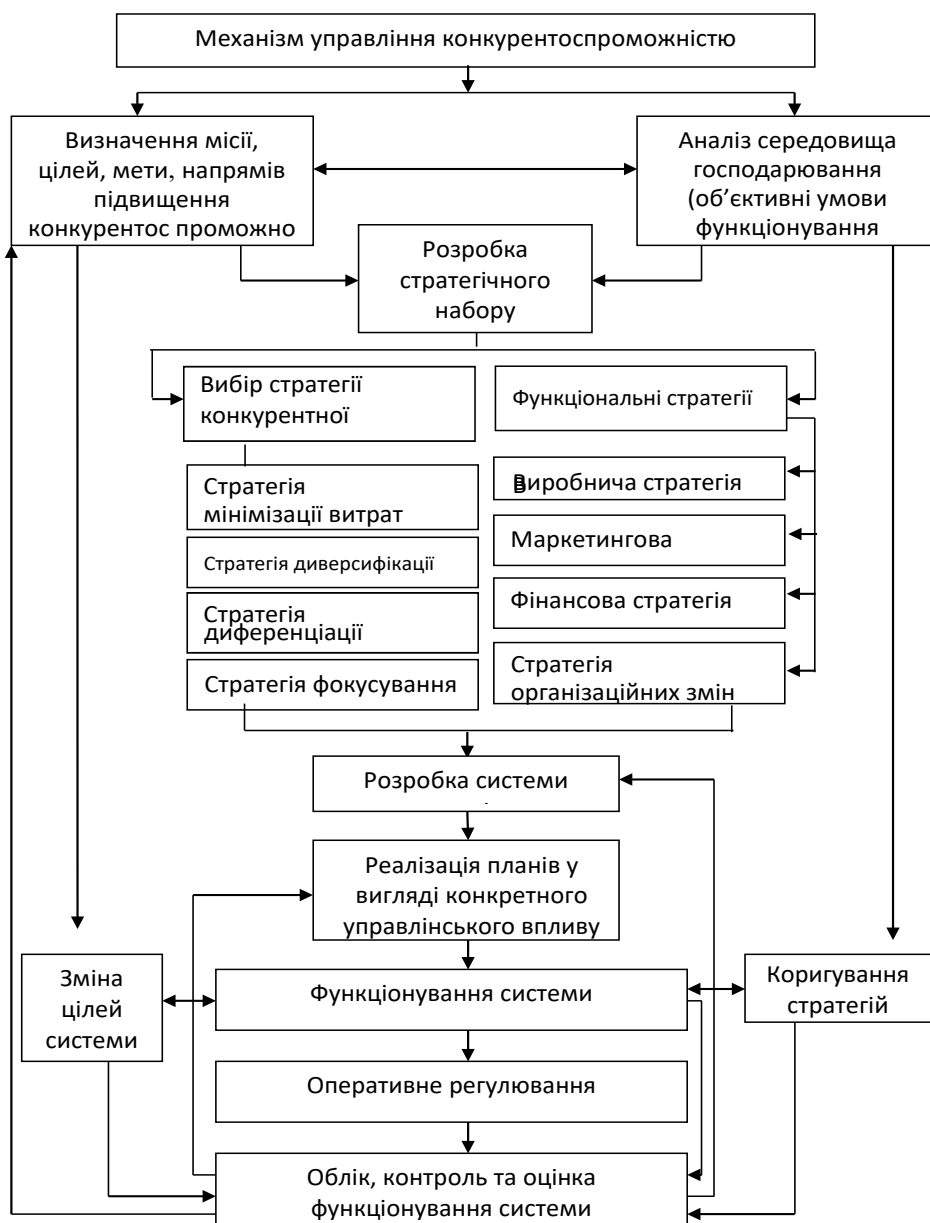 Механізм управління конкурентоспроможністю
Визначення місії,
цілей, мети, напрямів
підвищення
конкурентос проможно
Аналіз середовища
господарювання
(об’єктивні умови
функціонування
Розробка
стратегічного
набору
Вибір стратегії
конкурентної
Функціональні стратегії
Стратегія
мінімізації витрат
Виробнича стратегія
Стратегія диверсифікації
Маркетингова
Стратегія
диференціації
Фінансова стратегія
Стратегія фокусування
Стратегія
організаційних змін
Розробка системи
Реалізація планів у
вигляді конкретного
управлінського впливу
Зміна
цілей
системи
Функціонування системи
Коригування
стратегій
Оперативне регулювання
Облік, контроль та оцінка
функціонування системи